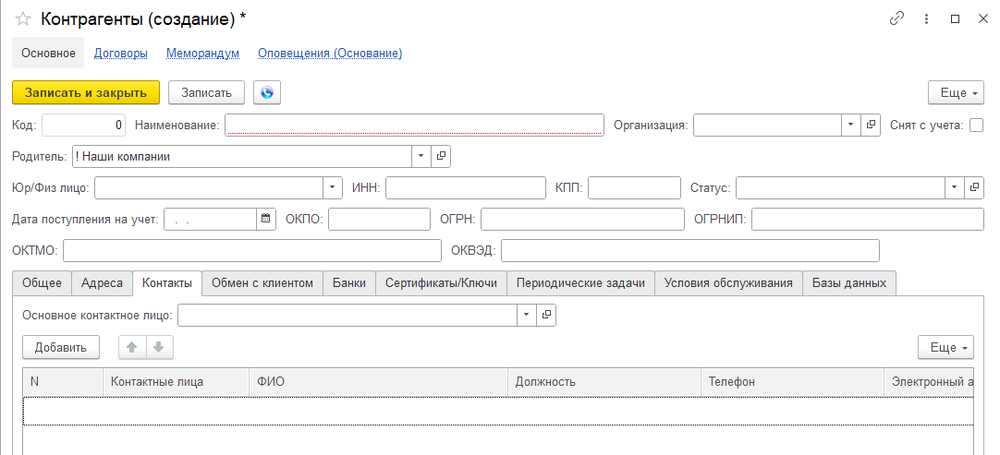 Контрагенты (создание) *
Основное Договоры Меморандум Оповещения (Основание)
Записать и закрыть Записать Еще
Код: 0 Наименование: Организация: Снят с учета:
Родитель: ! Наши компании
Юр/Физ лицо: ИНН: КПП: Статус:
Дата поступления на учет: . . ОКПО: ОГРН: ОГРНИП:
ОКТМО: ОКВЭД:
Общее Адреса Контакты Обмен с клиентом Банки Сертификаты/Ключи Периодические задачи Условия обслуживания Базы данных
Основное контактное лицо:
Добавить Еще
N Контактные лица ФИО Должность Телефон Электронный а